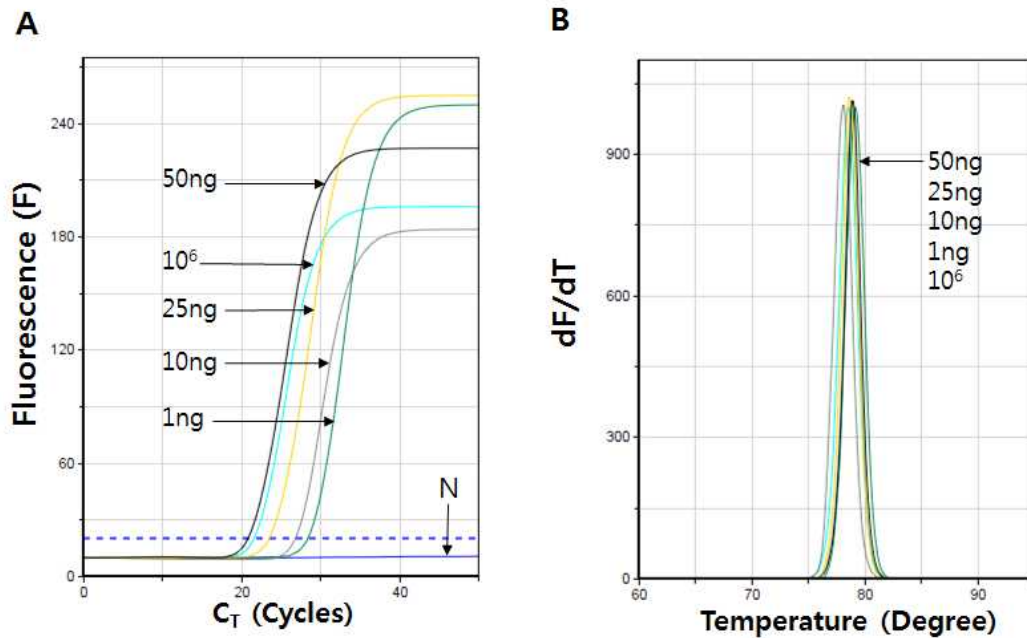 A
Fluorescence (F)
240
180
120
60
0
50ng
10⁶
25ng
10ng
1ng
N
0
20
30
40
C_T (Cycles)
B
dF/dT
900
600
300
0
50ng
25ng
10ng
1ng
10⁶
60
70
80
90
Temperature (Degree)